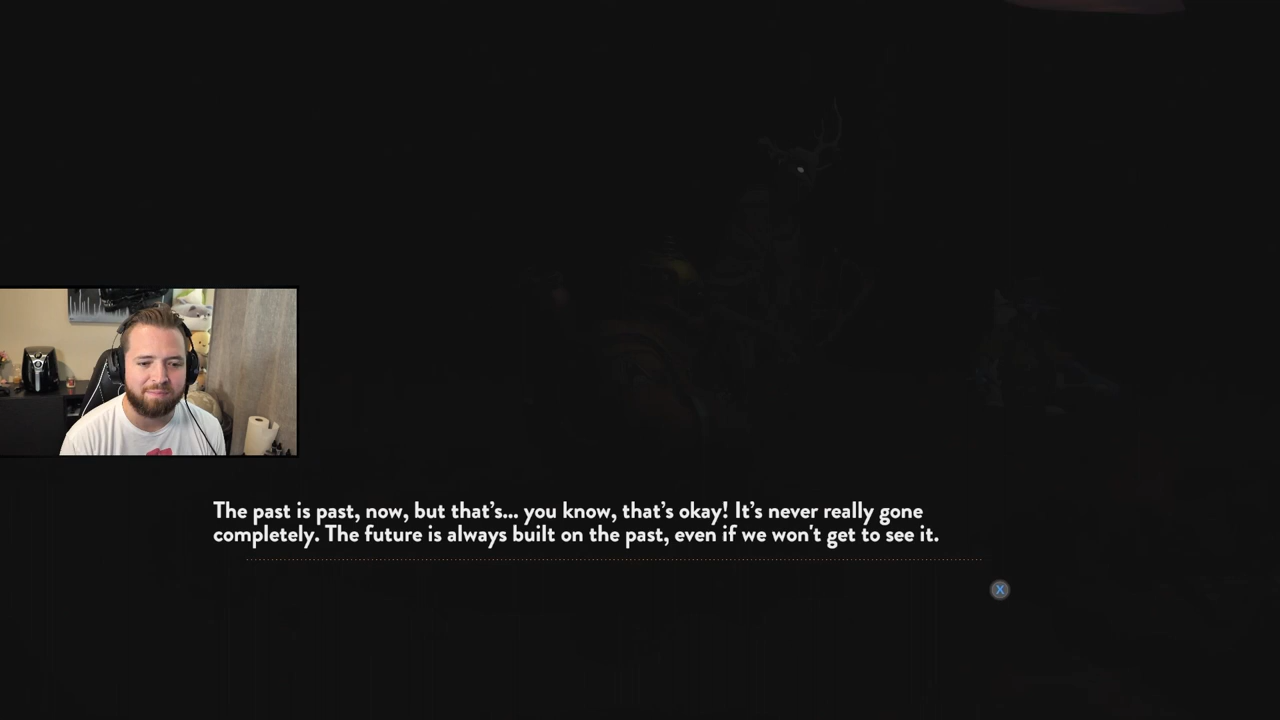 The past is past, now, but that’s... you know, that’s okay! It’s never really gone
completely. The future is always built on the past, even if we won't get to see it.
X